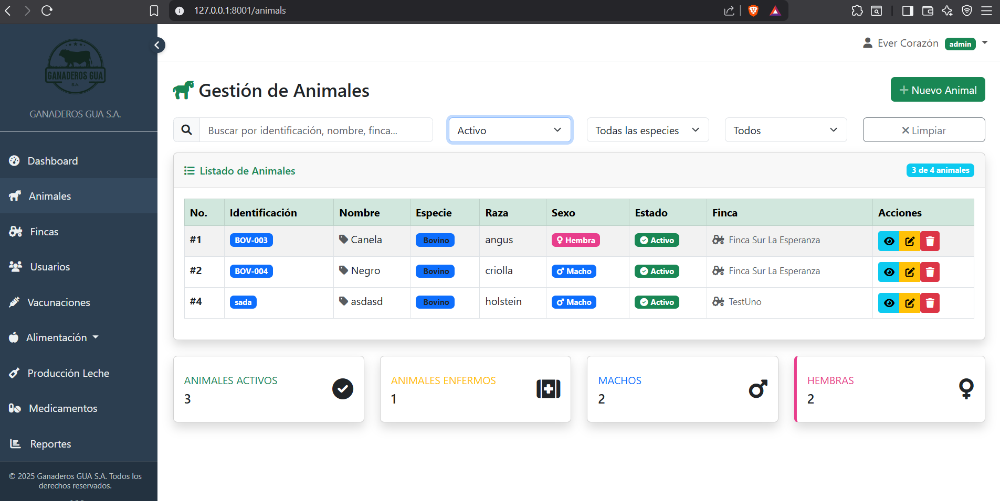 127.0.0.1:8001/animals
GANADEROS GUA
S.A.
GANADEROS GUA S.A.
Dashboard
Animales
Fincas
Usuarios
Vacunaciones
Alimentación
Producción Leche
Medicamentos
Reportes
© 2025 Ganaderos GUA S.A. Todos los
derechos reservados.
Ever Corazón admin
Gestión de Animales
Nuevo Animal
Buscar por identificación, nombre, finca... Activo Todas las especies Todos Limpiar
Listado de Animales 3 de 4 animales
No. Identificación Nombre Especie Raza Sexo Estado Finca Acciones
#1 BOV-003 Canela Bovino angus Hembra Activo Finca Sur La Esperanza
#2 BOV-004 Negro Bovino criolla Macho Activo Finca Sur La Esperanza
#4 sada asdasd Bovino holstein Macho Activo TestUno
ANIMALES ACTIVOS
3
ANIMALES ENFERMOS
1
MACHOS
2
HEMBRAS
2